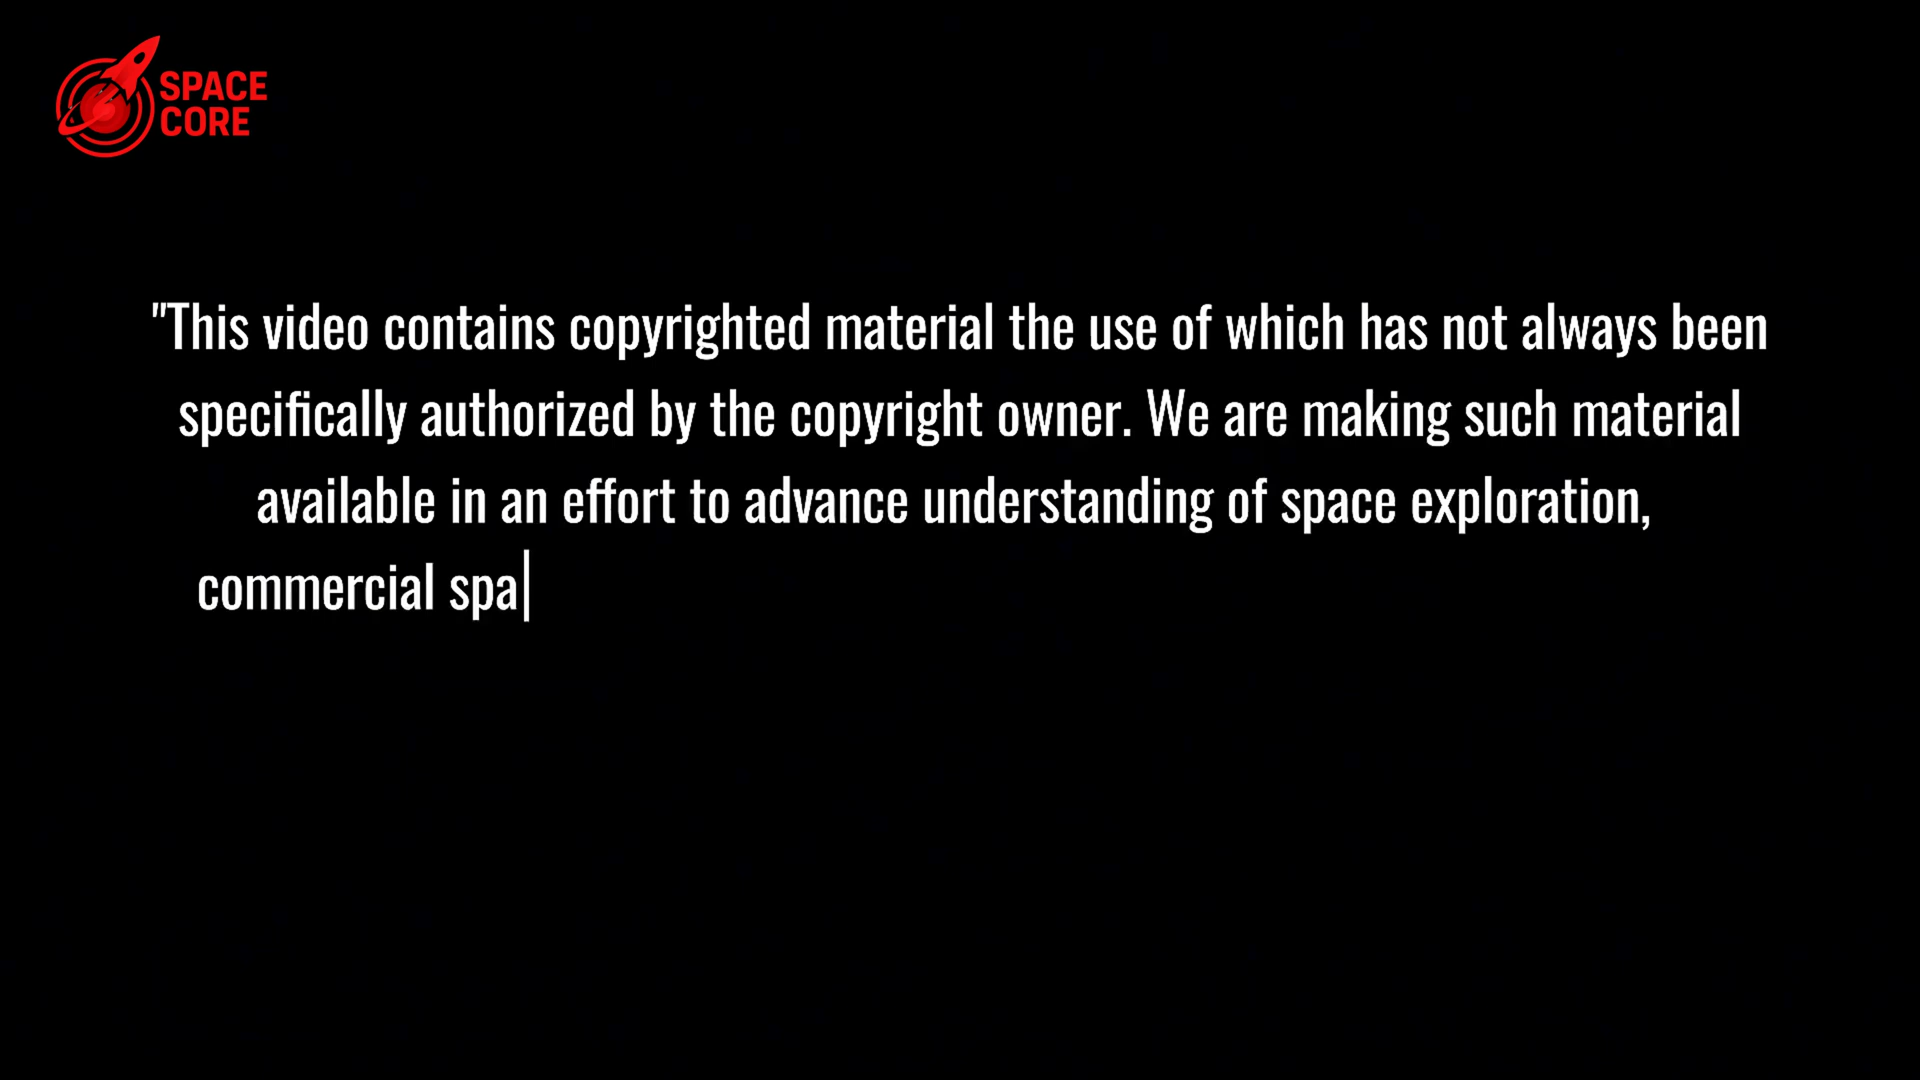 SPACE
CORE
"This video contains copyrighted material the use of which has not always been
specifically authorized by the copyright owner. We are making such material
available in an effort to advance understanding of space exploration,
commercial spa